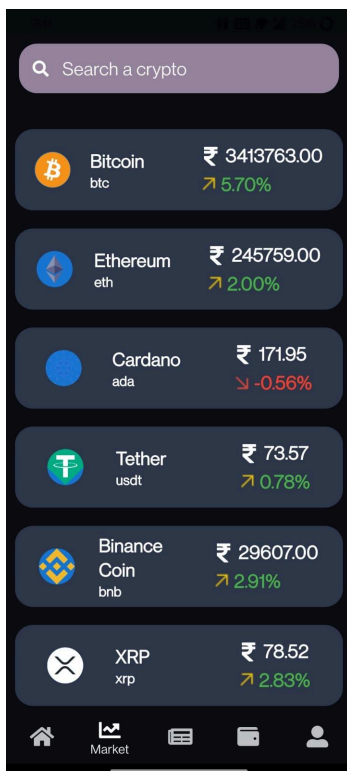 Search a crypto
Bitcoin
btc
₹ 3413763.00
5.70%
Ethereum
eth
₹ 245759.00
2.00%
Cardano
ada
₹ 171.95
-0.56%
Tether
usdt
₹ 73.57
0.78%
Binance
Coin
bnb
₹ 29607.00
2.91%
XRP
xrp
₹ 78.52
2.83%
Market